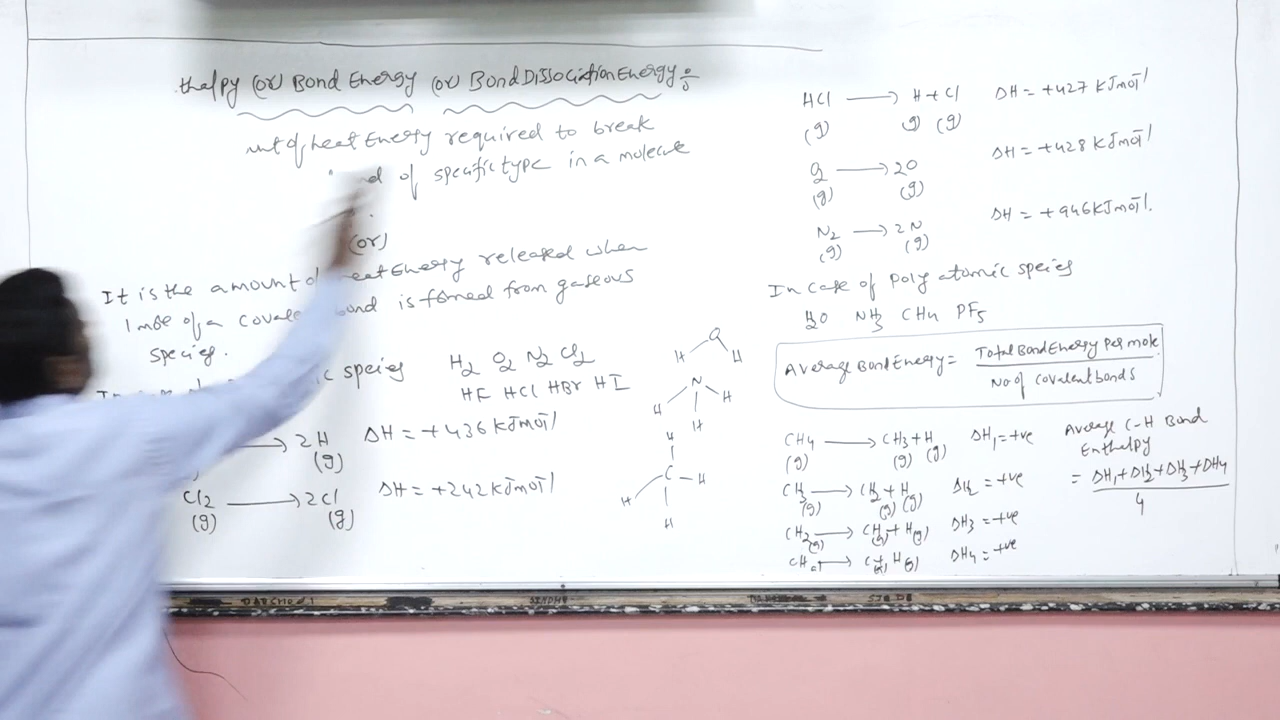 thalpy (or) Bond Energy (or) Bond Dissociation Energy :
unt of heat Energy required to break
of specific type in a molecule
(or)
It is the amount of heat Energy released when
1 mole of a covale bond is formed from gaseous
species.
ic species H2 O2 N2 Cl2
HF HCl HBr HI
⟶ 2H ΔH = +436 kJ mol⁻¹
(g)
Cl2 ⟶ 2Cl ΔH = +242 kJ mol⁻¹
(g) (g)
O
H H
N
H H
H
H
C H
H
H
HCl ⟶ H + Cl ΔH = +427 kJ mol⁻¹
(g) (g) (g)
O2 ⟶ 2O ΔH = +428 kJ mol⁻¹
(g) (g)
N2 ⟶ 2N ΔH = +946 kJ mol⁻¹.
(g) (g)
In case of Poly atomic species
H2O NH3 CH4 PF5
Average Bond Energy = Total Bond Energy Per mole
No of covalent bonds
CH4 ⟶ CH3 + H ΔH1 = +ve
(g) (g) (g)
CH3 ⟶ CH2 + H ΔH2 = +ve
(g) (g) (g)
CH2(g) ⟶ CH(g) + H(g) ΔH3 = +ve
CH(g) ⟶ C(g) + H(g) ΔH4 = +ve
Average C-H Bond
Enthalpy
= ΔH1 + ΔH2 + ΔH3 + ΔH4
4